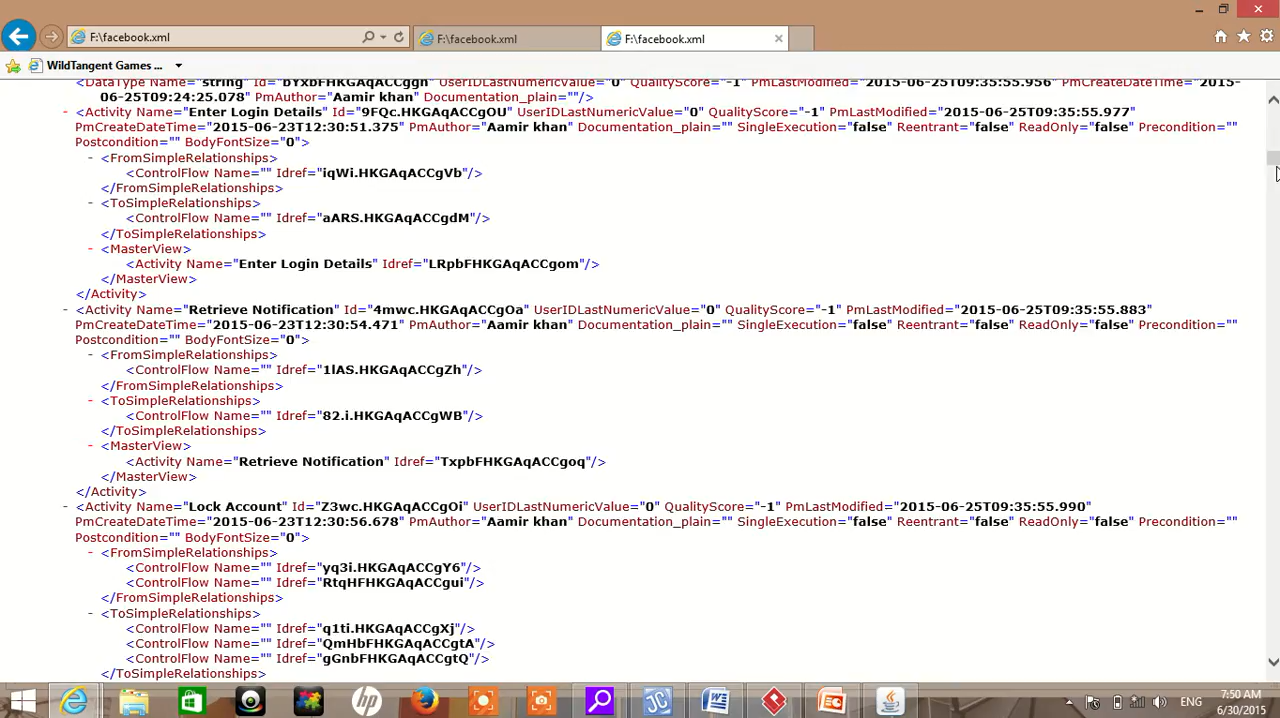 F:\facebook.xml
F:\facebook.xml
F:\facebook.xml
WildTangent Games ...
<DataType Name="string" Id="bYxbFHKGAqACCggh" UserIDLastNumericValue="0" QualityScore="-1" PmLastModified="2015-06-25T09:35:55.956" PmCreateDateTime="2015-
06-25T09:24:25.078" PmAuthor="Aamir khan" Documentation_plain=""/>
- <Activity Name="Enter Login Details" Id="9FQc.HKGAqACCgOU" UserIDLastNumericValue="0" QualityScore="-1" PmLastModified="2015-06-25T09:35:55.977"
PmCreateDateTime="2015-06-23T12:30:51.375" PmAuthor="Aamir khan" Documentation_plain="" SingleExecution="false" Reentrant="false" ReadOnly="false" Precondition=""
Postcondition="" BodyFontSize="0">
- <FromSimpleRelationships>
<ControlFlow Name="" Idref="iqWi.HKGAqACCgVb"/>
</FromSimpleRelationships>
- <ToSimpleRelationships>
<ControlFlow Name="" Idref="aARS.HKGAqACCgdM"/>
</ToSimpleRelationships>
- <MasterView>
<Activity Name="Enter Login Details" Idref="LRpbFHKGAqACCgom"/>
</MasterView>
</Activity>
- <Activity Name="Retrieve Notification" Id="4mwc.HKGAqACCgOa" UserIDLastNumericValue="0" QualityScore="-1" PmLastModified="2015-06-25T09:35:55.883"
PmCreateDateTime="2015-06-23T12:30:54.471" PmAuthor="Aamir khan" Documentation_plain="" SingleExecution="false" Reentrant="false" ReadOnly="false" Precondition=""
Postcondition="" BodyFontSize="0">
- <FromSimpleRelationships>
<ControlFlow Name="" Idref="1lAS.HKGAqACCgZh"/>
</FromSimpleRelationships>
- <ToSimpleRelationships>
<ControlFlow Name="" Idref="82.i.HKGAqACCgWB"/>
</ToSimpleRelationships>
- <MasterView>
<Activity Name="Retrieve Notification" Idref="TxpbFHKGAqACCgoq"/>
</MasterView>
</Activity>
- <Activity Name="Lock Account" Id="Z3wc.HKGAqACCgOi" UserIDLastNumericValue="0" QualityScore="-1" PmLastModified="2015-06-25T09:35:55.990"
PmCreateDateTime="2015-06-23T12:30:56.678" PmAuthor="Aamir khan" Documentation_plain="" SingleExecution="false" Reentrant="false" ReadOnly="false" Precondition=""
Postcondition="" BodyFontSize="0">
- <FromSimpleRelationships>
<ControlFlow Name="" Idref="yq3i.HKGAqACCgY6"/>
<ControlFlow Name="" Idref="RtqHFHKGAqACCgui"/>
</FromSimpleRelationships>
- <ToSimpleRelationships>
<ControlFlow Name="" Idref="q1ti.HKGAqACCgXj"/>
<ControlFlow Name="" Idref="QmHbFHKGAqACCgtA"/>
<ControlFlow Name="" Idref="gGnbFHKGAqACCgtQ"/>
</ToSimpleRelationships>
hp
JC
ENG
7:50 AM
6/30/2015